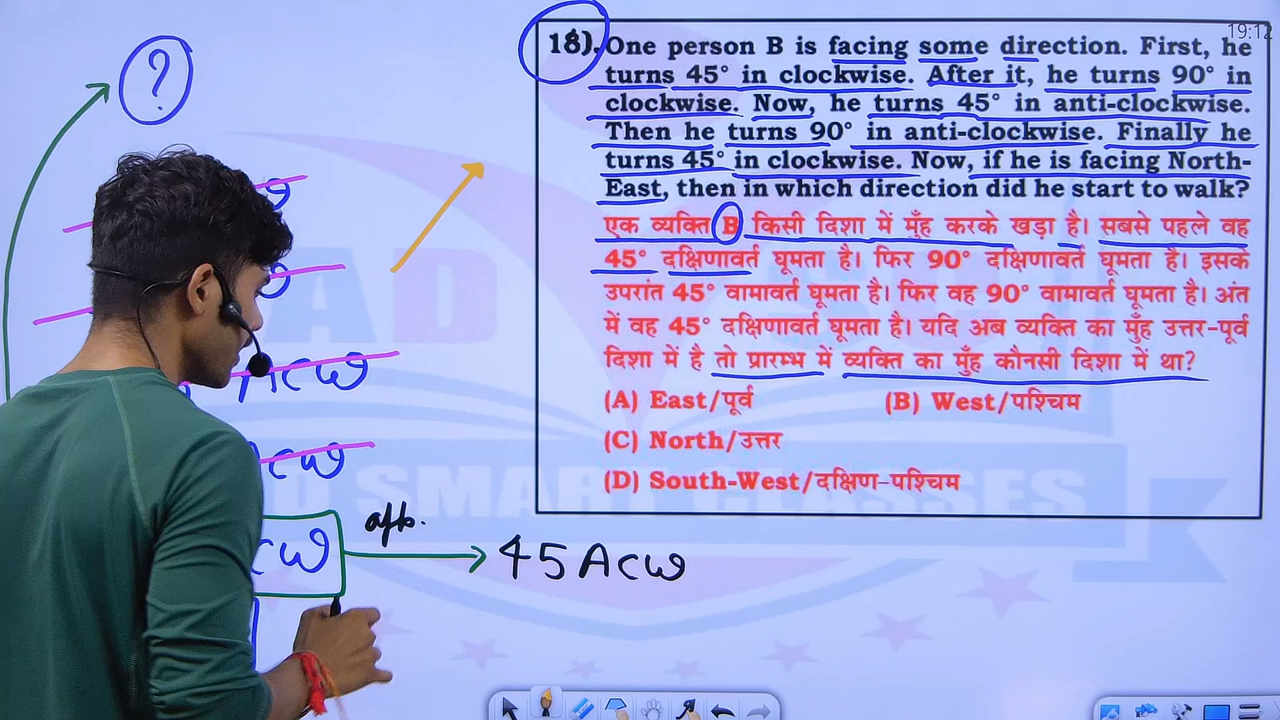 19:12
?
18). One person B is facing some direction. First, he
turns 45° in clockwise. After it, he turns 90° in
clockwise. Now, he turns 45° in anti-clockwise.
Then he turns 90° in anti-clockwise. Finally he
turns 45° in clockwise. Now, if he is facing North-
East, then in which direction did he start to walk?
एक व्यक्ति B किसी दिशा में मुँह करके खड़ा है। सबसे पहले वह
45° दक्षिणावर्त घूमता है। फिर 90° दक्षिणावर्त घूमता है। इसके
उपरांत 45° वामावर्त घूमता है। फिर वह 90° वामावर्त घूमता है। अंत
में वह 45° दक्षिणावर्त घूमता है। यदि अब व्यक्ति का मुँह उत्तर-पूर्व
दिशा में है तो प्रारम्भ में व्यक्ति का मुँह कौनसी दिशा में था?
(A) East/पूर्व (B) West/पश्चिम
(C) North/उत्तर
(D) South-West/दक्षिण-पश्चिम
ACW
ACW
CW
45 ACW